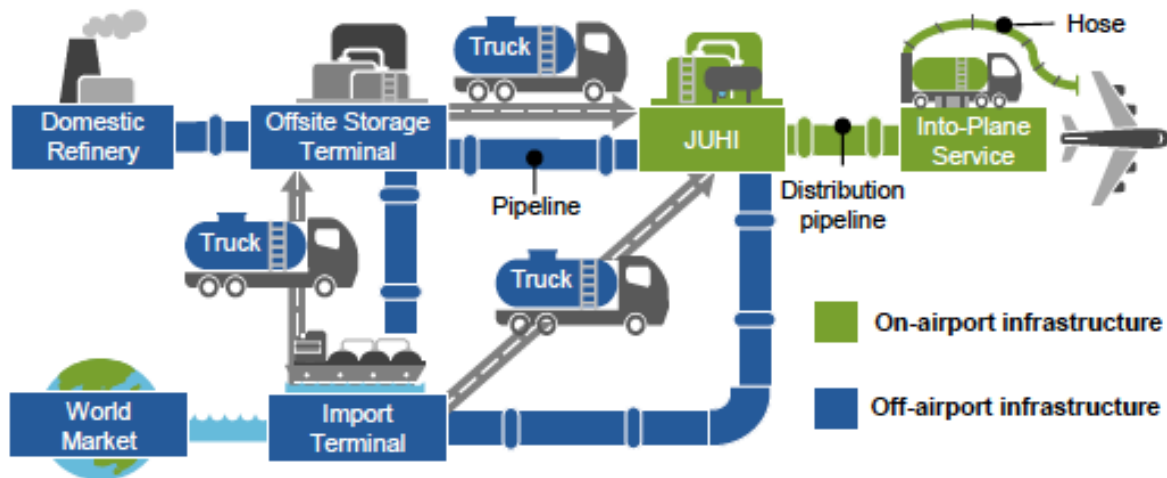 Hose
Truck
Domestic
Refinery
Offsite Storage
Terminal
JUHI
Into-Plane
Service
Pipeline
Distribution
pipeline
Truck
Truck
On-airport infrastructure
World
Market
Import
Terminal
Off-airport infrastructure